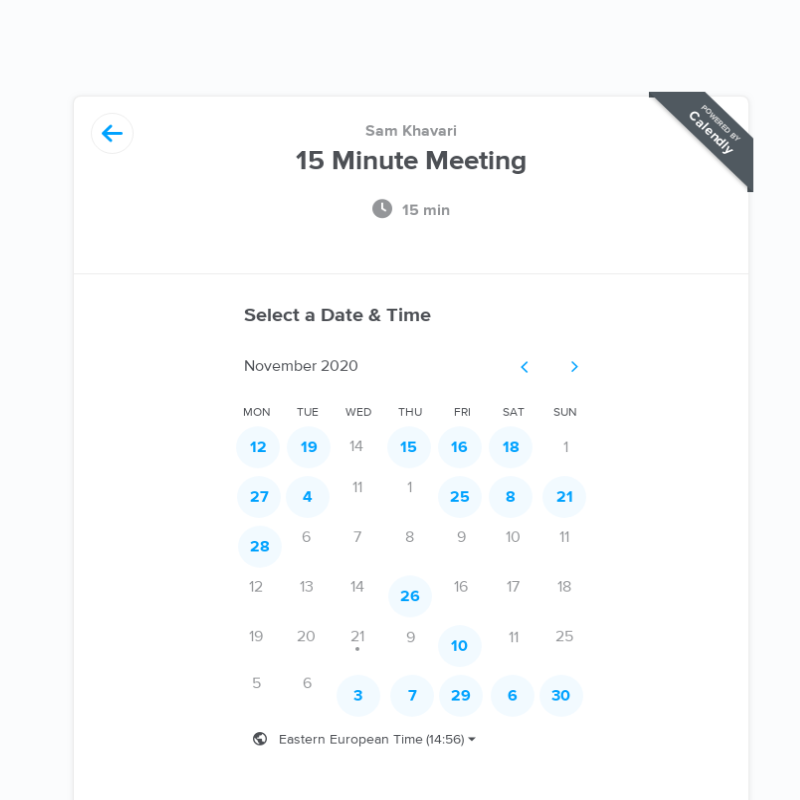 POWERED BY
Calendly
Sam Khavari
15 Minute Meeting
15 min
Select a Date & Time
November 2020
MON TUE WED THU FRI SAT SUN
12 19 14 15 16 18 1
27 4 11 1 25 8 21
28 6 7 8 9 10 11
12 13 14 26 16 17 18
19 20 21 9 10 11 25
5 6 3 7 29 6 30
Eastern European Time (14:56)